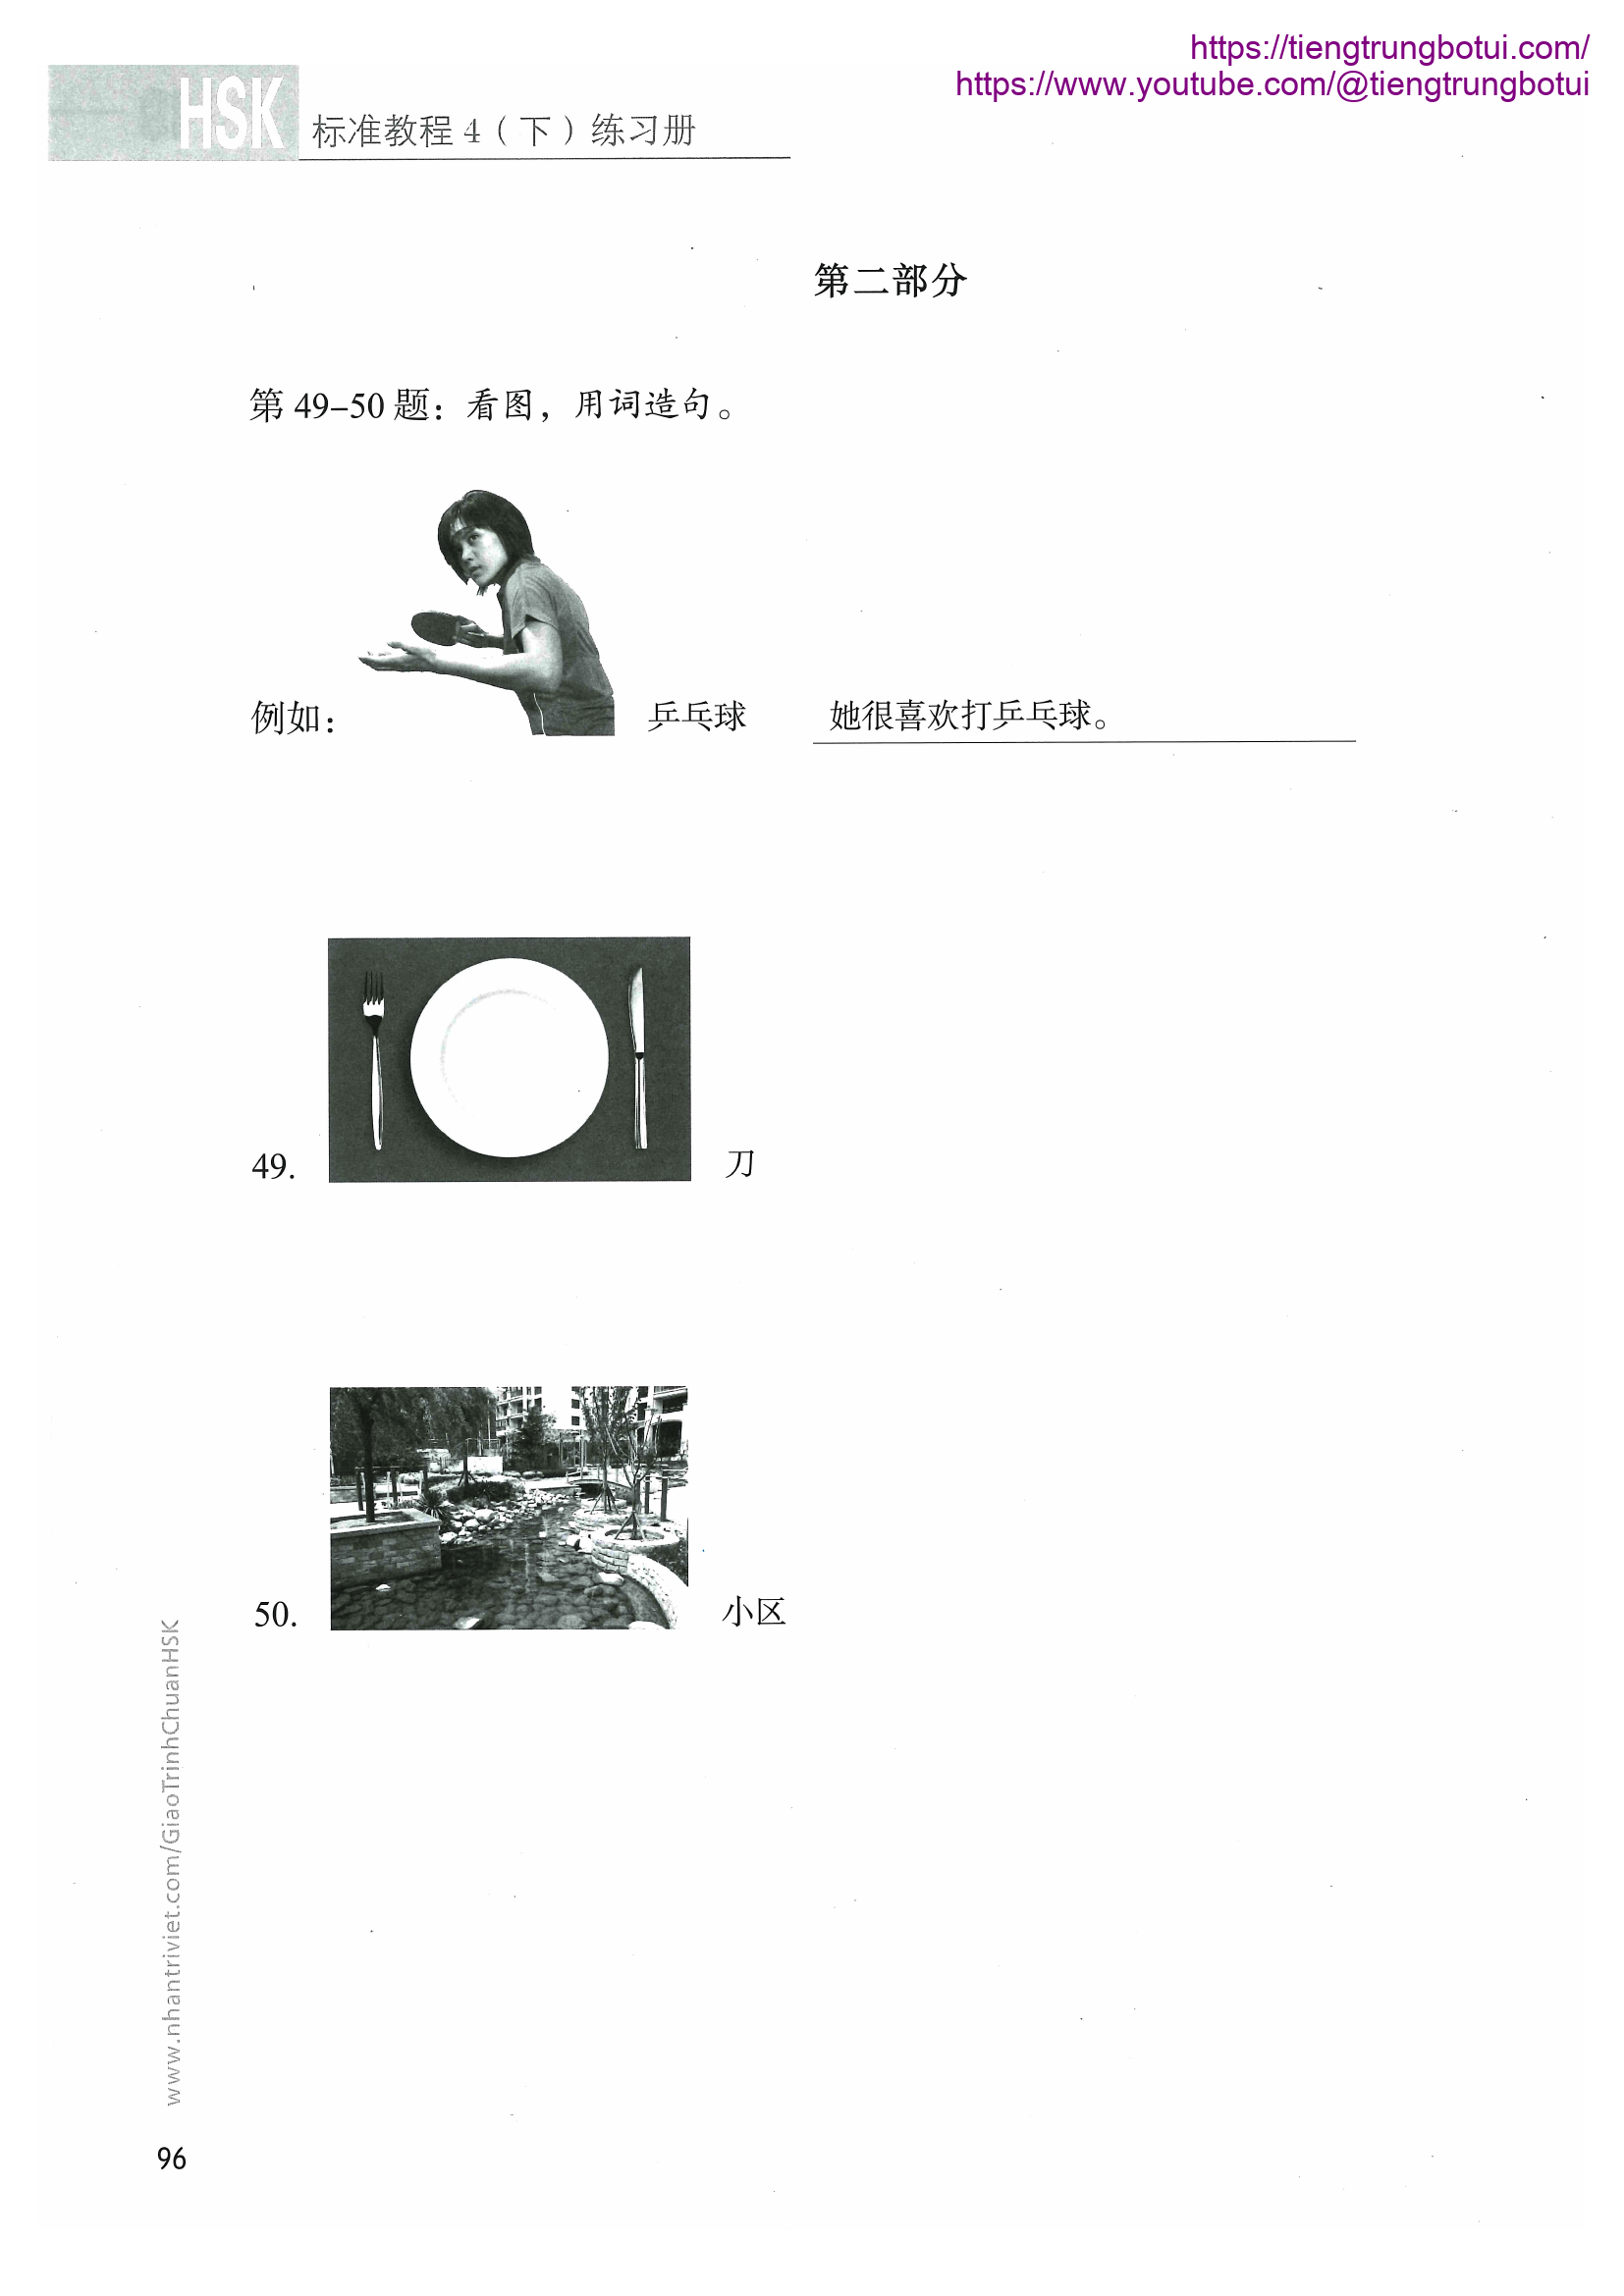 https://tiengtrungbotui.com/
https://www.youtube.com/@tiengtrungbotui
HSK 标准教程 4（下）练习册
第二部分
第 49–50 题：看图，用词造句。
例如： 乒乓球 她很喜欢打乒乓球。
49. 刀
50. 小区
www.nhantriviet.com/GiaoTrinhChuanHSK
96